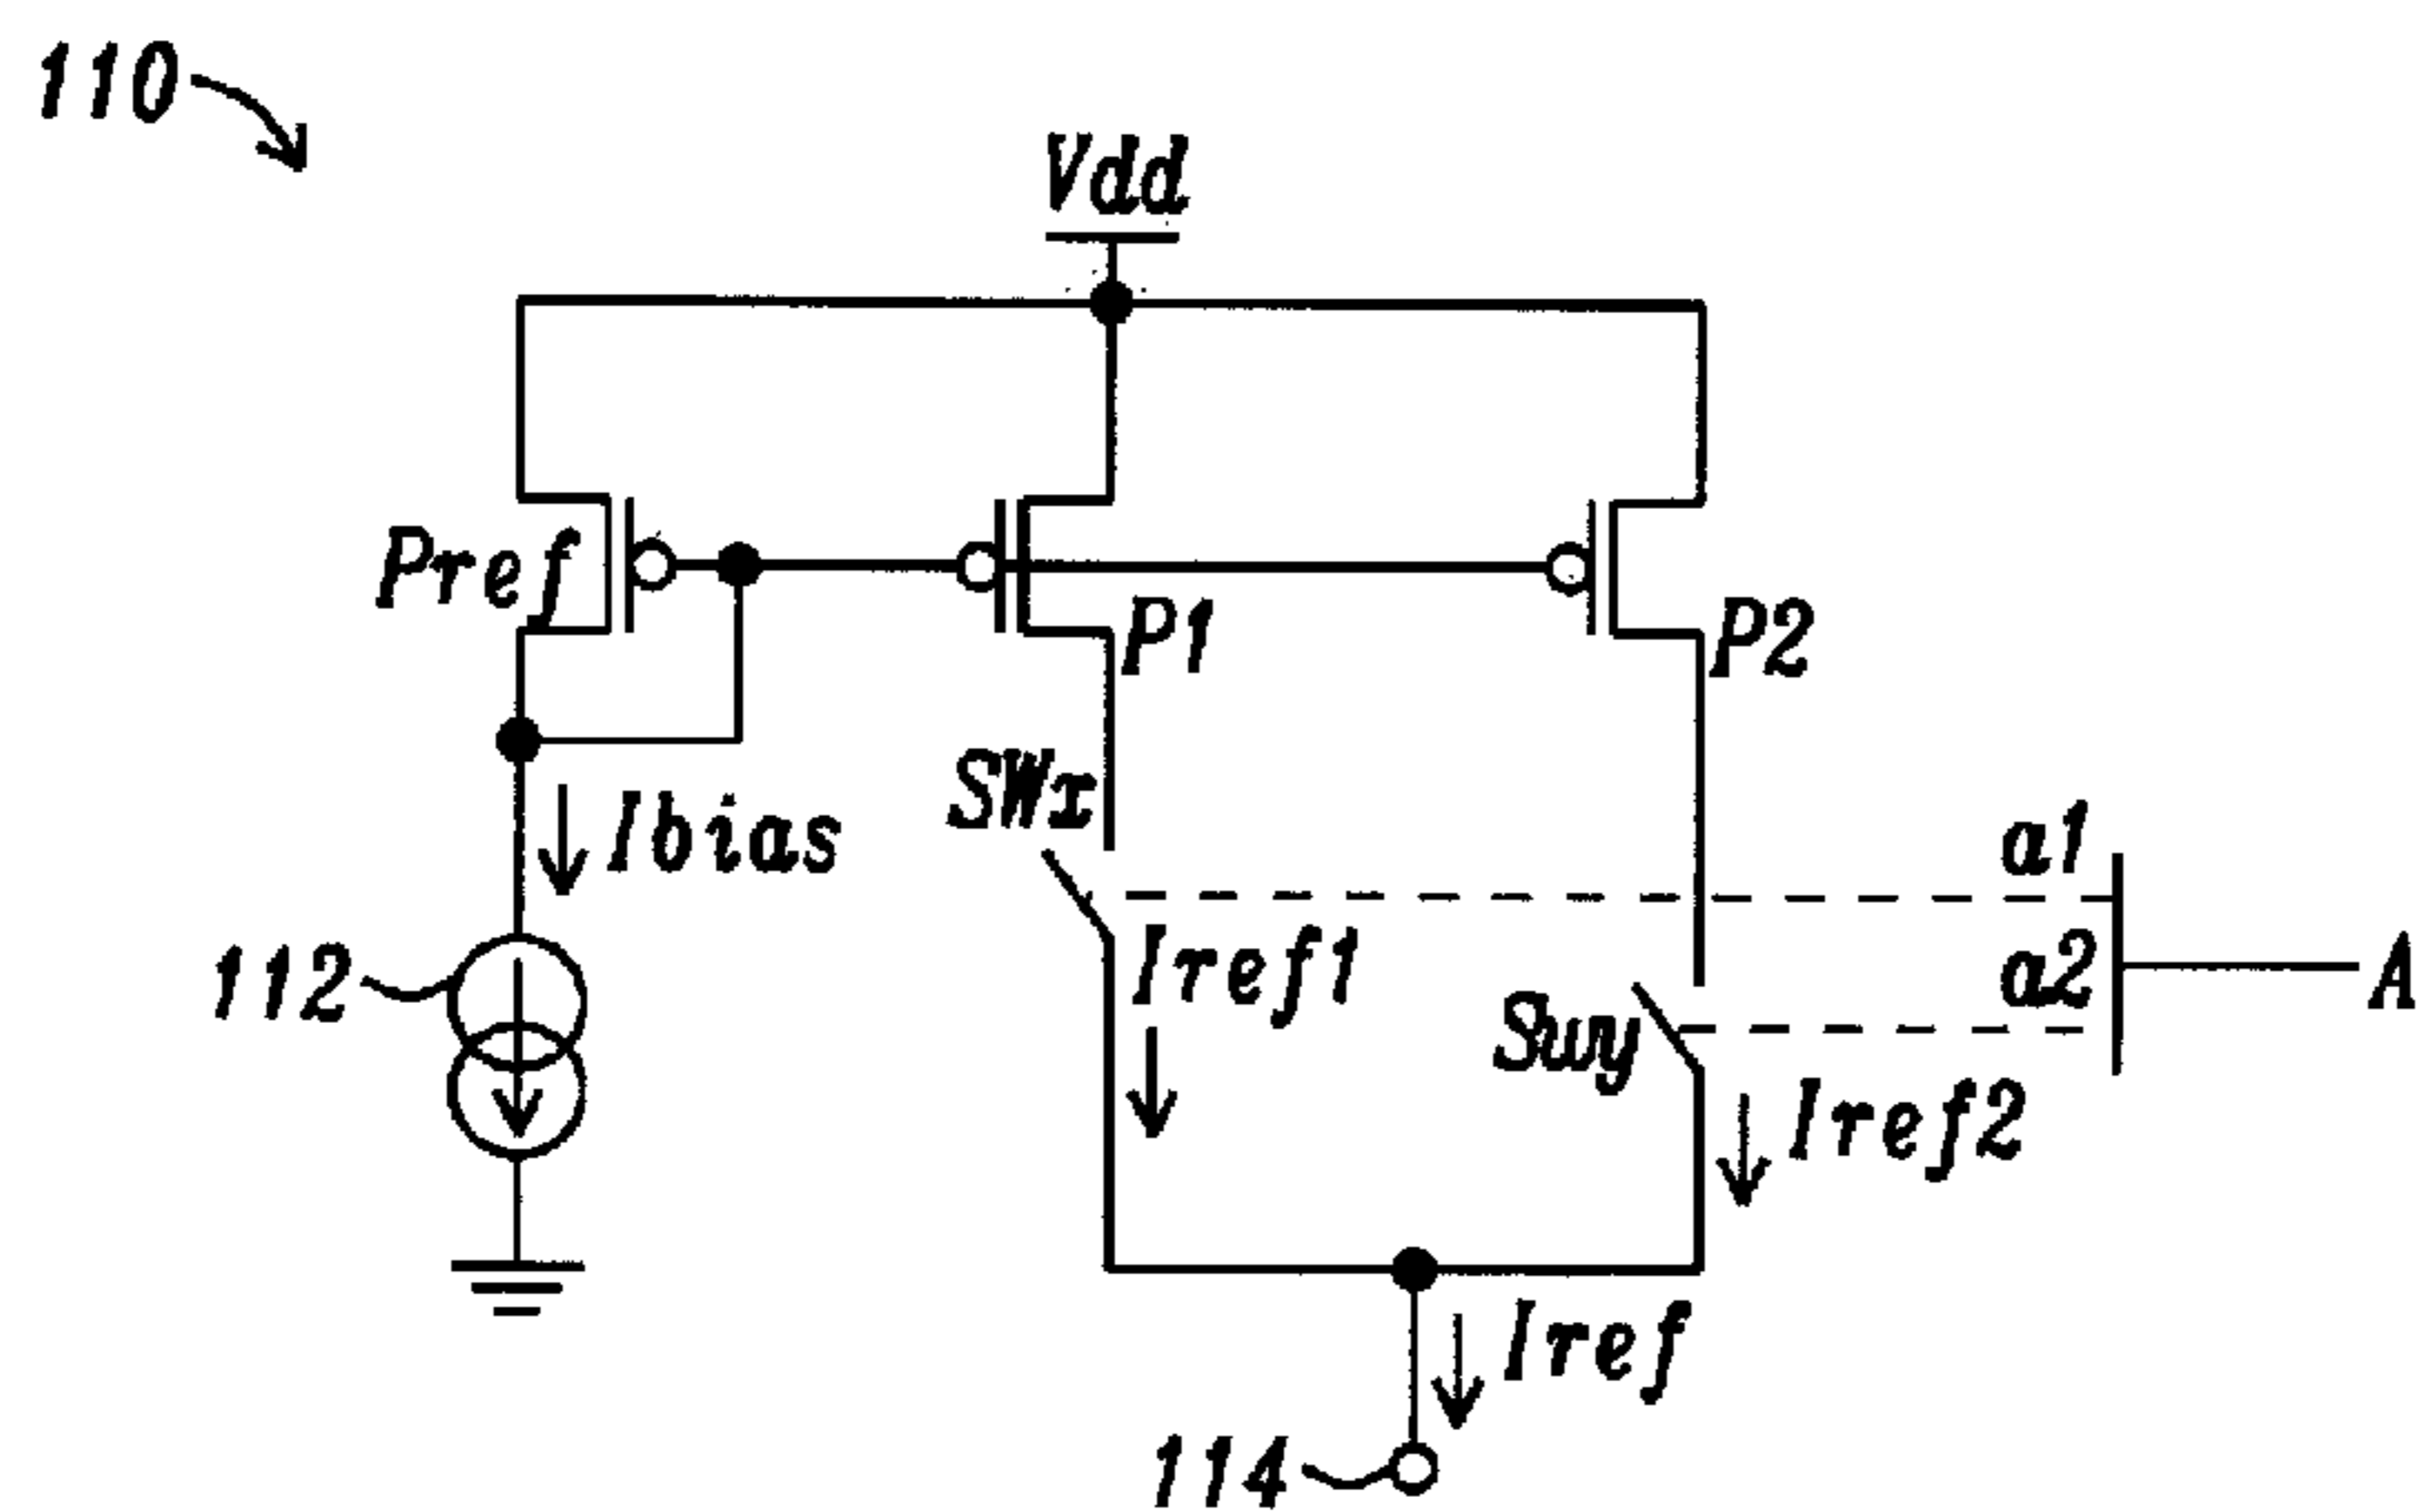 110
Vdd
Pref
P1
P2
SWx
Ibias
a1
112
Iref1
a2
A
Swy
Iref2
Iref
114